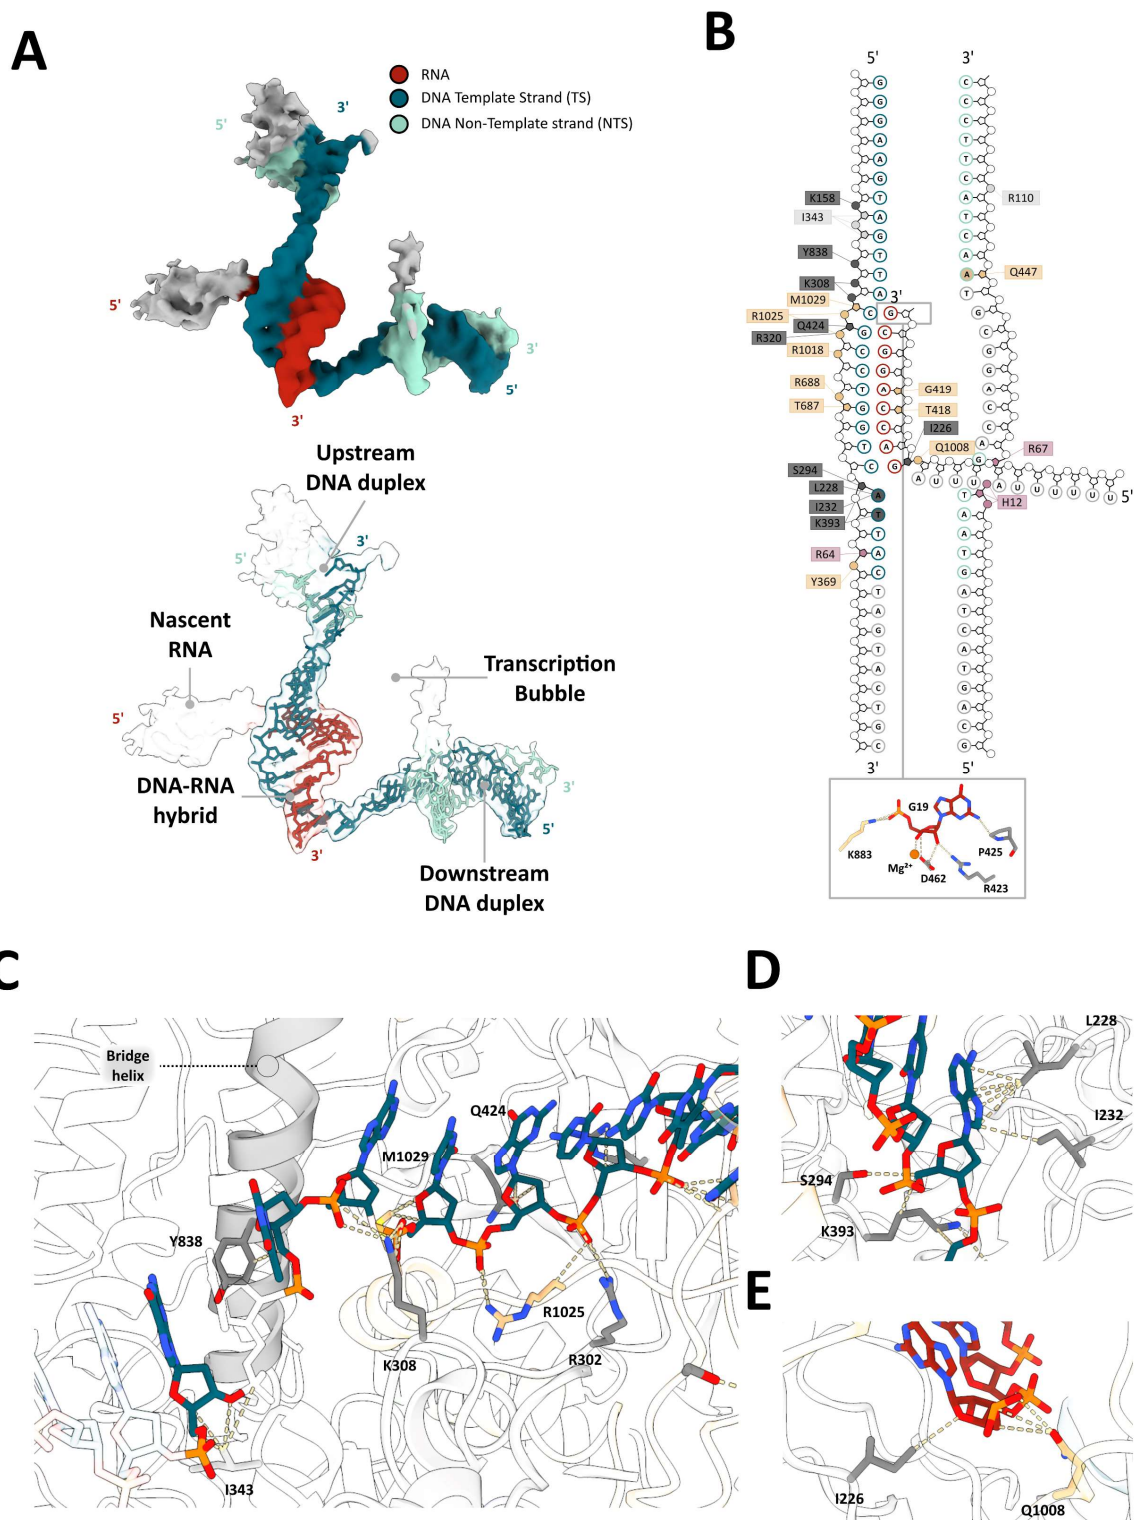 A
RNA
DNA Template Strand (TS)
DNA Non-Template strand (NTS)
3'
5'
5'
3'
3'
5'
Upstream
DNA duplex
3'
5'
Nascent
RNA
Transcription
Bubble
5'
DNA-RNA
hybrid
3'
3'
5'
Downstream
DNA duplex
B
5'
3'
G G G A A G T A G T T A C G C C T G G T C A T T A C T A G T A C T G C
C C C T T C A T C A A T G C G G A C C A G T A A T G A T C A T G A C G
3'
G C G G A C C A G
A U U U
A U U U U U
5'
K158
I343
Y838
K308
M1029
R1025
Q424
R320
R1018
R688
T687
S294
L228
I232
K393
R64
Y369
R110
Q447
G419
T418
I226
Q1008
R67
H12
3'
5'
G19
K883
P425
Mg²⁺
D462
R423
C
Bridge
helix
Q424
M1029
Y838
R1025
K308
R302
I343
D
L228
I232
S294
K393
E
I226
Q1008